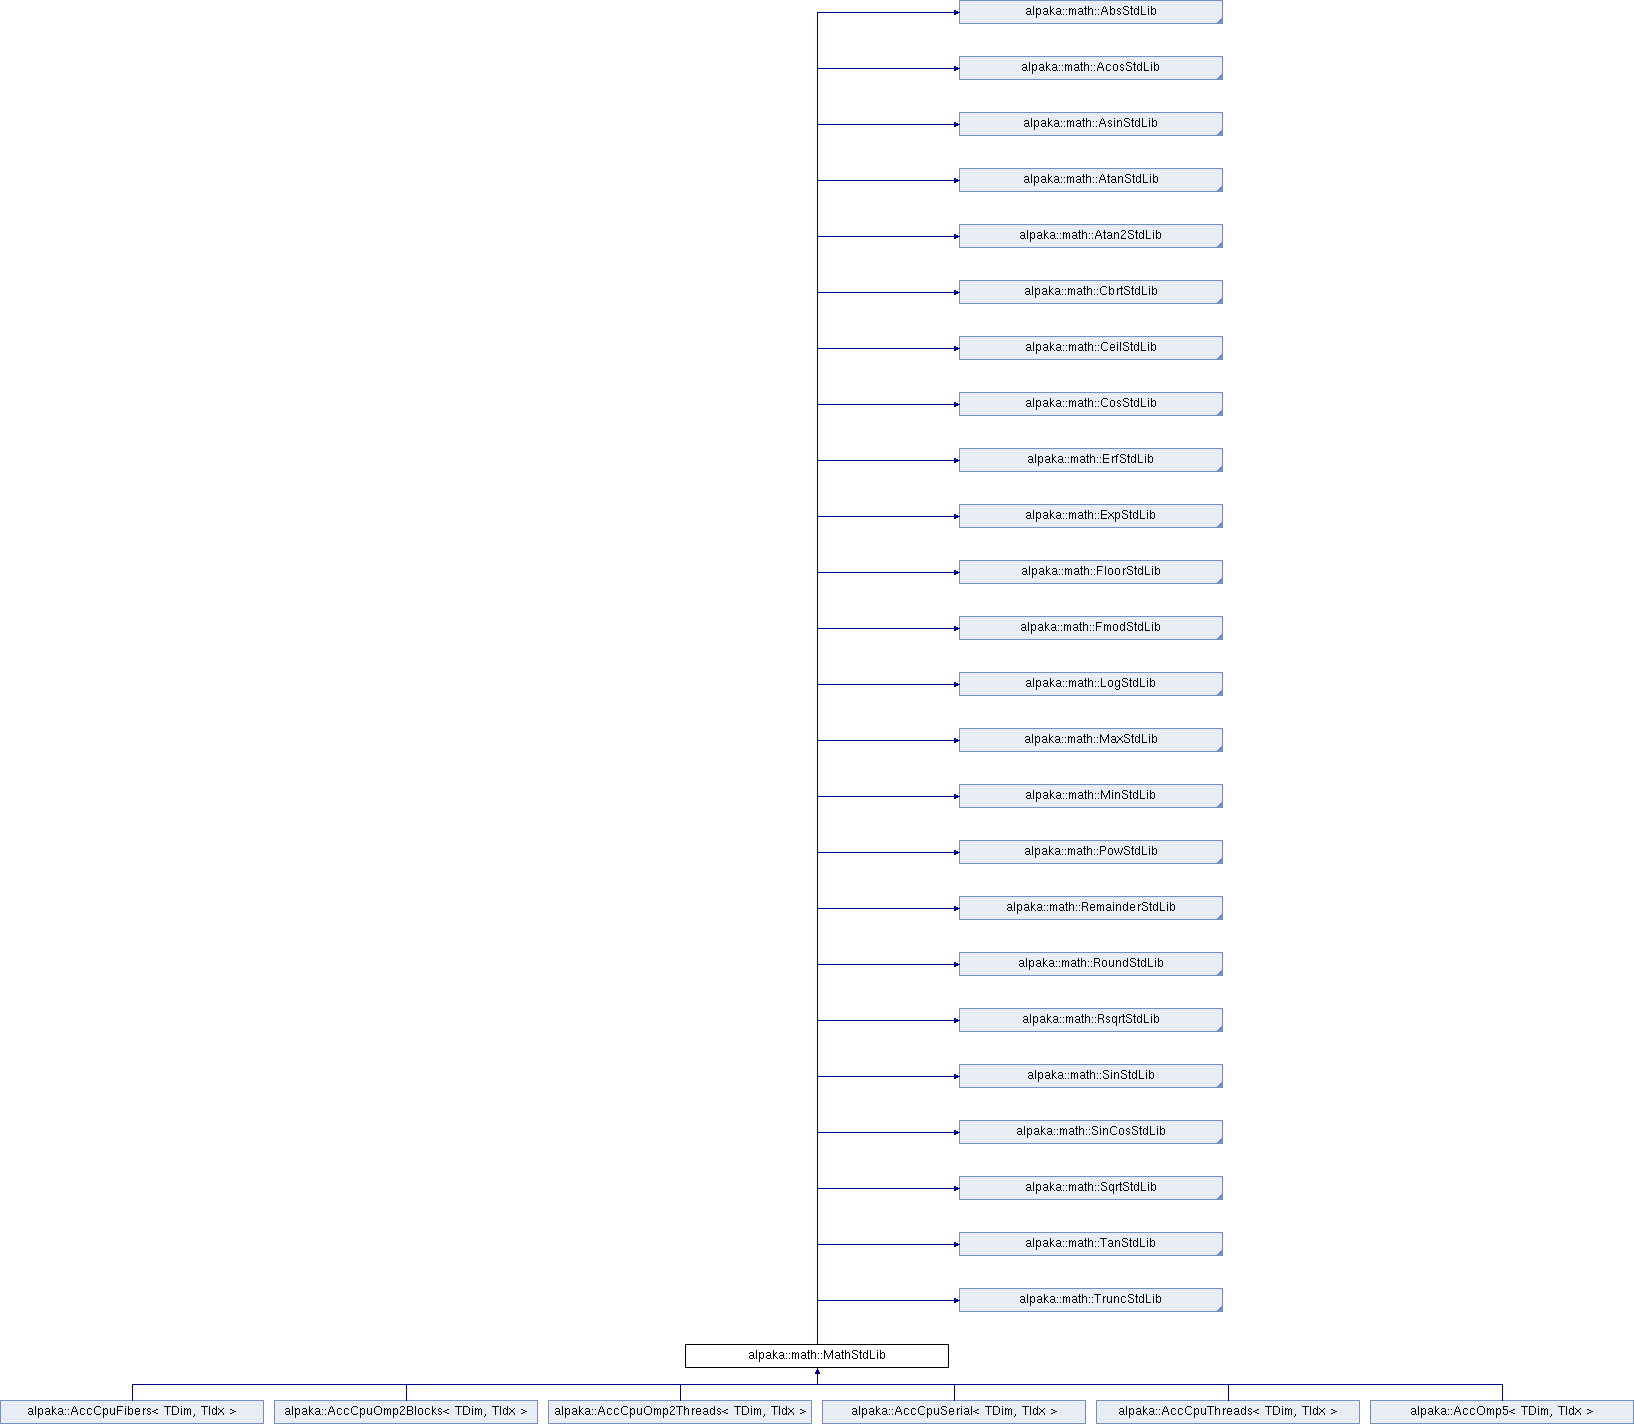 alpaka::math::AbsStdLib
alpaka::math::AcosStdLib
alpaka::math::AsinStdLib
alpaka::math::AtanStdLib
alpaka::math::Atan2StdLib
alpaka::math::CbrtStdLib
alpaka::math::CeilStdLib
alpaka::math::CosStdLib
alpaka::math::ErfStdLib
alpaka::math::ExpStdLib
alpaka::math::FloorStdLib
alpaka::math::FmodStdLib
alpaka::math::LogStdLib
alpaka::math::MaxStdLib
alpaka::math::MinStdLib
alpaka::math::PowStdLib
alpaka::math::RemainderStdLib
alpaka::math::RoundStdLib
alpaka::math::RsqrtStdLib
alpaka::math::SinStdLib
alpaka::math::SinCosStdLib
alpaka::math::SqrtStdLib
alpaka::math::TanStdLib
alpaka::math::TruncStdLib
alpaka::math::MathStdLib
alpaka::AccCpuFibers< TDim, TIdx >
alpaka::AccCpuOmp2Blocks< TDim, TIdx >
alpaka::AccCpuOmp2Threads< TDim, TIdx >
alpaka::AccCpuSerial< TDim, TIdx >
alpaka::AccCpuThreads< TDim, TIdx >
alpaka::AccOmp5< TDim, TIdx >